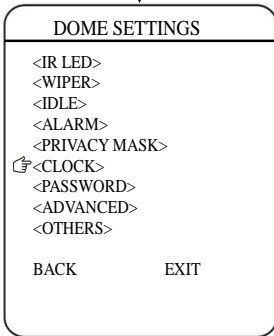 DOME SETTINGS
<IR LED>
<WIPER>
<IDLE>
<ALARM>
<PRIVACY MASK>
<CLOCK>
<PASSWORD>
<ADVANCED>
<OTHERS>
BACK EXIT